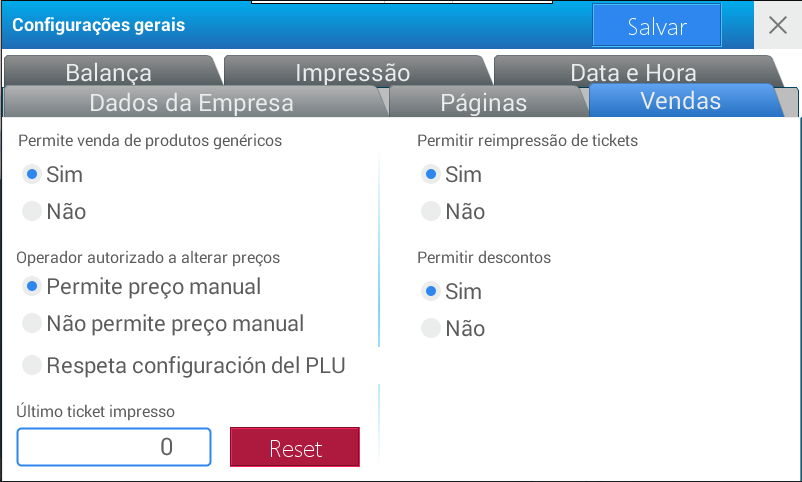 Configurações gerais
Salvar
Balança
Impressão
Data e Hora
Dados da Empresa
Páginas
Vendas
Permite venda de produtos genéricos
Sim
Não
Operador autorizado a alterar preços
Permite preço manual
Não permite preço manual
Respeta configuración del PLU
Último ticket impresso
0
Reset
Permitir reimpressão de tickets
Sim
Não
Permitir descontos
Sim
Não